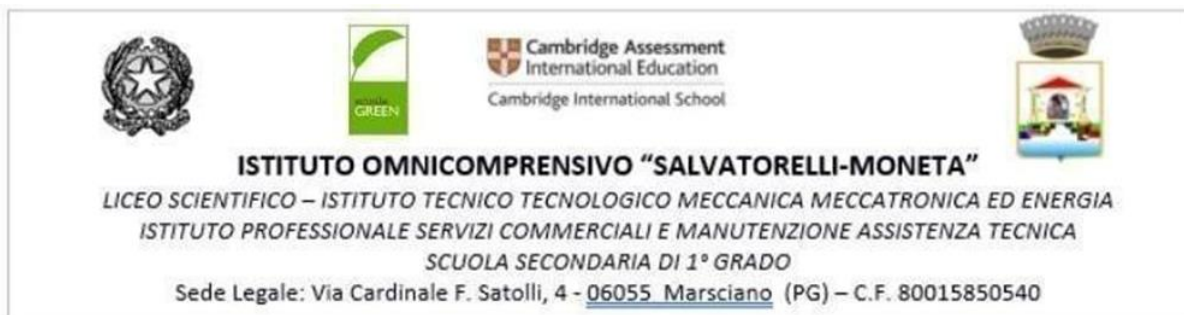 scuola
GREEN
Cambridge Assessment
International Education
Cambridge International School
ISTITUTO OMNICOMPRENSIVO “SALVATORELLI-MONETA”
LICEO SCIENTIFICO – ISTITUTO TECNICO TECNOLOGICO MECCANICA MECCATRONICA ED ENERGIA
ISTITUTO PROFESSIONALE SERVIZI COMMERCIALI E MANUTENZIONE ASSISTENZA TECNICA
SCUOLA SECONDARIA DI 1° GRADO
Sede Legale: Via Cardinale F. Satolli, 4 - 06055 Marsciano (PG) – C.F. 80015850540